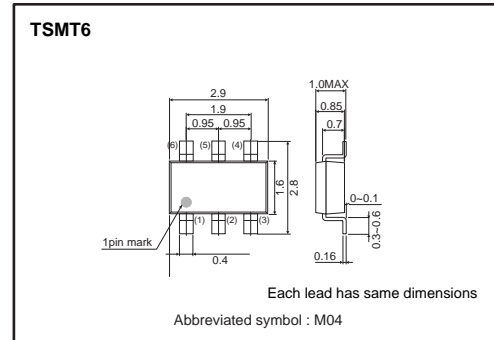 TSMT6
1.0MAX
2.9
1.9
0.95 0.95
0.85
0.7
(6) (5) (4)
1.6
2.8
0~0.1
0.3~0.6
(1) (2) (3)
1pin mark
0.4
0.16
Each lead has same dimensions
Abbreviated symbol : M04